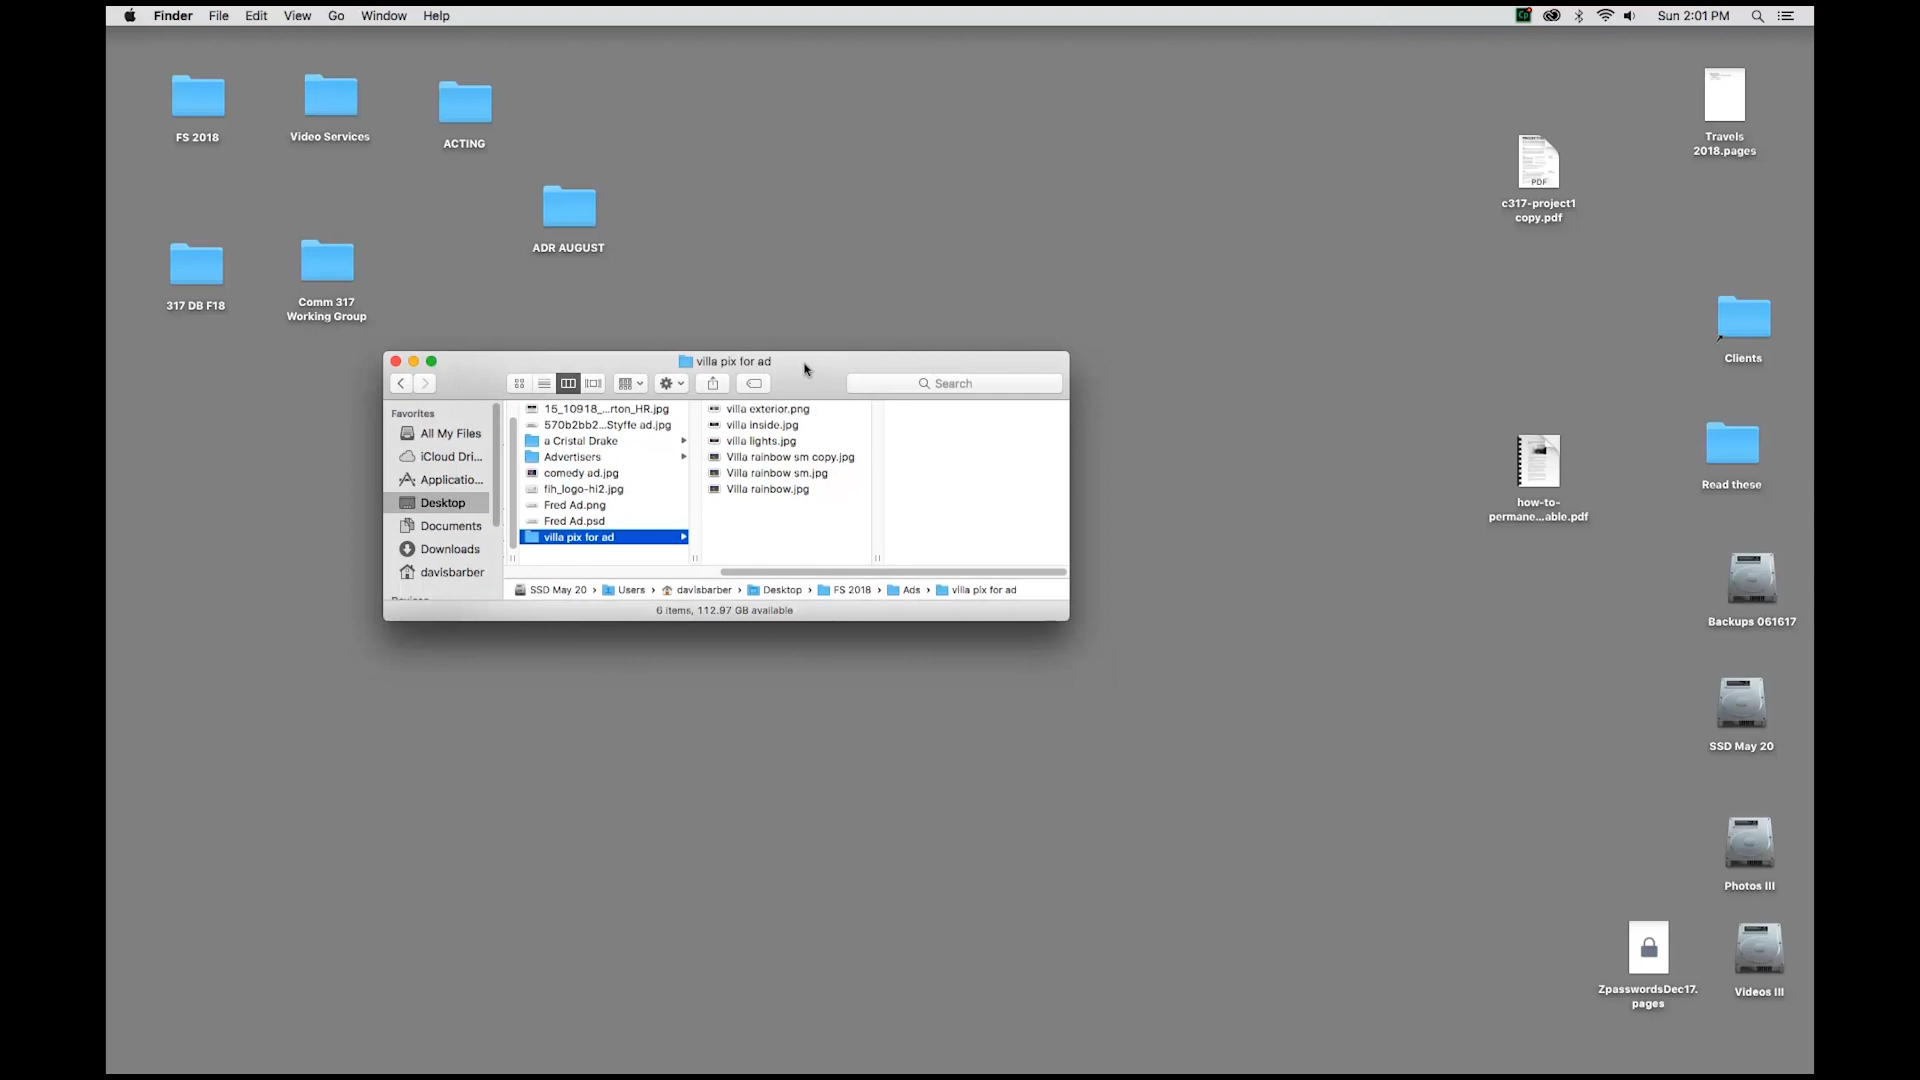 Finder File Edit View Go Window Help
Sun 2:01 PM
FS 2018
Video Services
ACTING
ADR AUGUST
317 DB F18
Comm 317
Working Group
Travels
2018.pages
PDF
c317-project1
copy.pdf
Clients
how-to-
permane...able.pdf
Read these
Backups 061617
SSD May 20
Photos III
ZpasswordsDec17.
pages
Videos III
villa pix for ad
Search
Favorites
All My Files
iCloud Dri...
Applicatio...
Desktop
Documents
Downloads
davisbarber
15_10918_...rton_HR.jpg
570b2bb2...Styffe ad.jpg
a Cristal Drake
Advertisers
comedy ad.jpg
fih_logo-hi2.jpg
Fred Ad.png
Fred Ad.psd
villa pix for ad
villa exterior.png
villa inside.jpg
villa lights.jpg
Villa rainbow sm copy.jpg
Villa rainbow sm.jpg
Villa rainbow.jpg
SSD May 20 › Users › davisbarber › Desktop › FS 2018 › Ads › villa pix for ad
6 items, 112.97 GB available